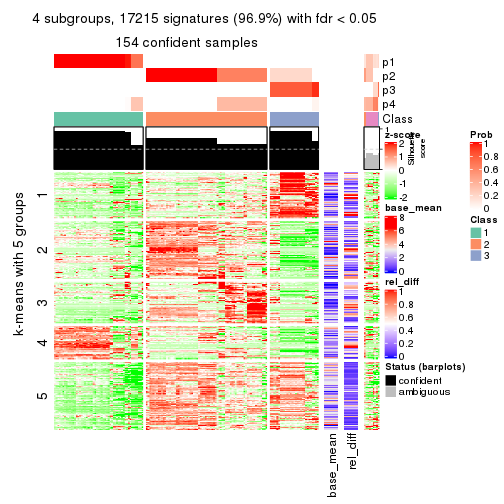 4 subgroups, 17215 signatures (96.9%) with fdr < 0.05
154 confident samples
p1
p2
p3
p4
Class
1
Silhouette
score
z-score
2
1
0
-1
-2
Prob
1
0.8
0.6
0.4
0.2
0
base_mean
8
6
4
2
0
Class
1
2
3
rel_diff
1
0.8
0.6
0.4
0.2
0
Status (barplots)
confident
ambiguous
k-means with 5 groups
1
2
3
4
5
base_mean
rel_diff